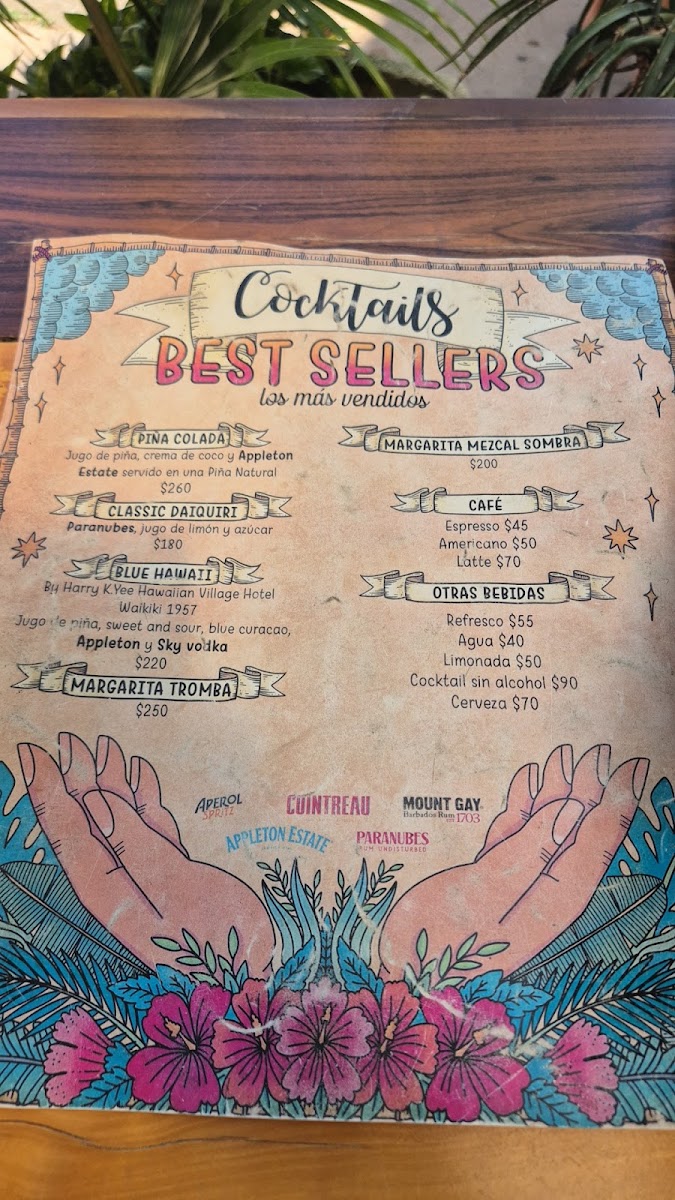 Cocktails
BEST SELLERS
los más vendidos
PIÑA COLADA
Jugo de piña, crema de coco y Appleton
Estate servido en una Piña Natural
$260
CLASSIC DAIQUIRI
Paranubes, jugo de limón y azúcar
$180
BLUE HAWAII
By Harry K.Yee Hawaiian Village Hotel
Waikiki 1957
Jugo de piña, sweet and sour, blue curacao,
Appleton y Sky vodka
$220
MARGARITA TROMBA
$250
MARGARITA MEZCAL SOMBRA
$200
CAFÉ
Espresso $45
Americano $50
Latte $70
OTRAS BEBIDAS
Refresco $55
Agua $40
Limonada $50
Cocktail sin alcohol $90
Cerveza $70
APEROL
SPRITZ
COINTREAU
MOUNT GAY
Barbados Rum 1703
APPLETON ESTATE
PARANUBES
RUM UNDISTURBED